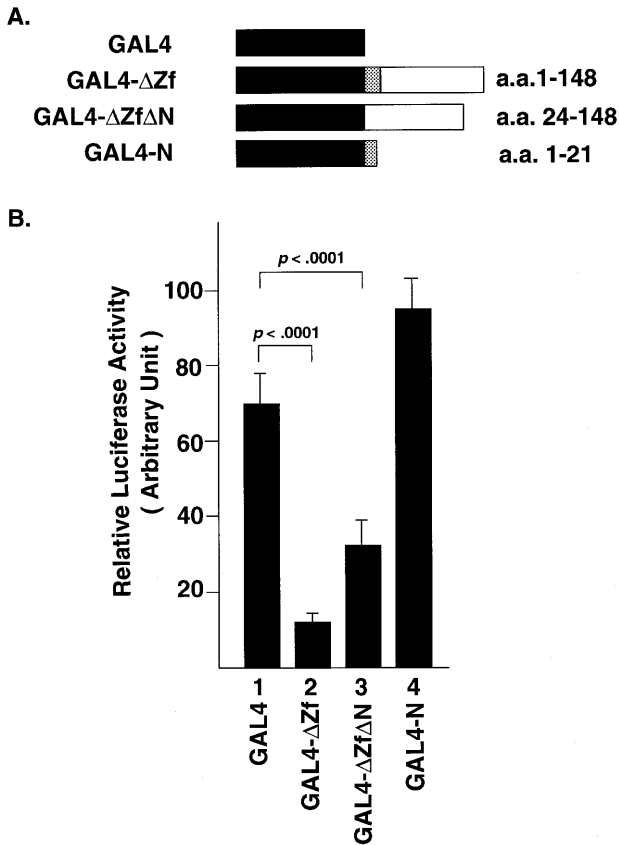 A.
GAL4
GAL4-ΔZf a.a.1-148
GAL4-ΔZfΔN a.a. 24-148
GAL4-N a.a. 1-21
B.
Relative Luciferase Activity
( Arbitrary Unit )
100
80
60
40
20
p < .0001
p < .0001
1 2 3 4
GAL4
GAL4-ΔZf
GAL4-ΔZfΔN
GAL4-N